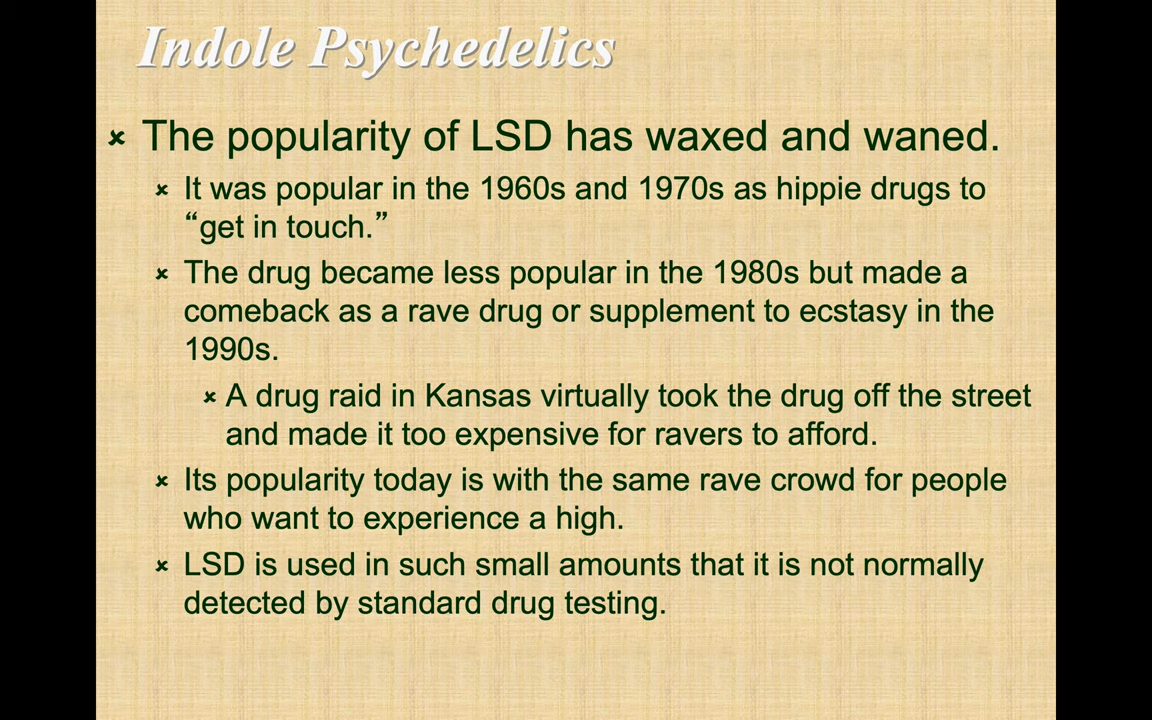 Indole Psychedelics
The popularity of LSD has waxed and waned.
It was popular in the 1960s and 1970s as hippie drugs to
“get in touch.”
The drug became less popular in the 1980s but made a
comeback as a rave drug or supplement to ecstasy in the
1990s.
A drug raid in Kansas virtually took the drug off the street
and made it too expensive for ravers to afford.
Its popularity today is with the same rave crowd for people
who want to experience a high.
LSD is used in such small amounts that it is not normally
detected by standard drug testing.